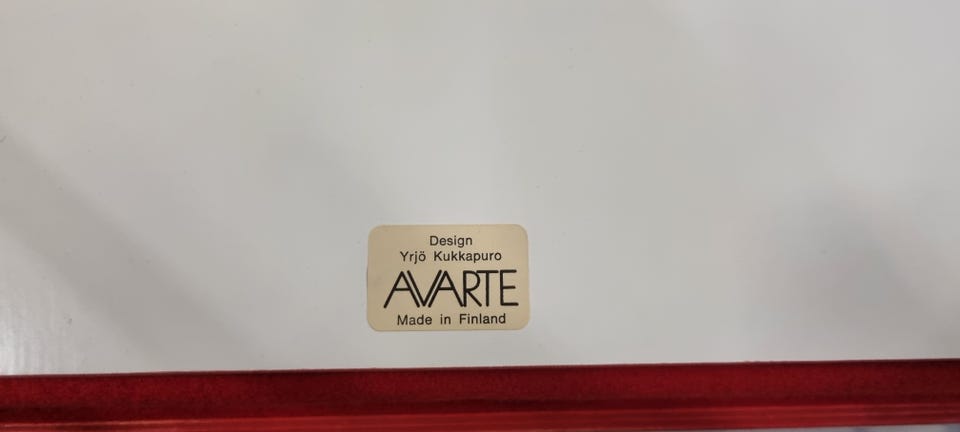 Design
Yrjö Kukkapuro
AVARTE
Made in Finland